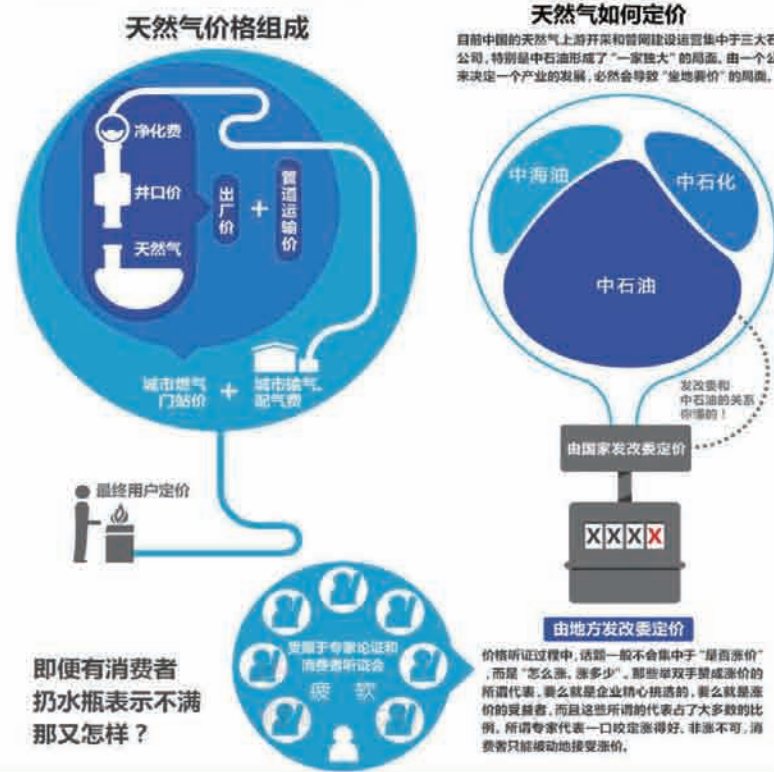 天然气价格组成
净化费
井口价
天然气
出厂价
+
管道运输价
城市燃气
门站价
+
城市输气、
配气费
最终用户定价
天然气如何定价
目前中国的天然气上游开采和管网建设运营集中于三大石
公司，特别是中石油形成了“一家独大”的局面。由一个公
来决定一个产业的发展，必然会导致“坐地要价”的局面。
中海油
中石化
中石油
发改委和
中石油的关系
你懂的！
由国家发改委定价
XXXX
由地方发改委定价
价格听证过程中，话题一般不会集中于“是否涨价”
，而是“怎么涨、涨多少”。那些举双手赞成涨价的
所谓代表，要么就是企业精心挑选的，要么就是涨
价的受益者，而且这些所谓的代表占了大多数的比
例。所谓专家代表一口咬定涨得好、非涨不可，消
费者只能被动地接受涨价。
受限于专家论证和
消费者听证会
疲软
即便有消费者
扔水瓶表示不满
那又怎样？